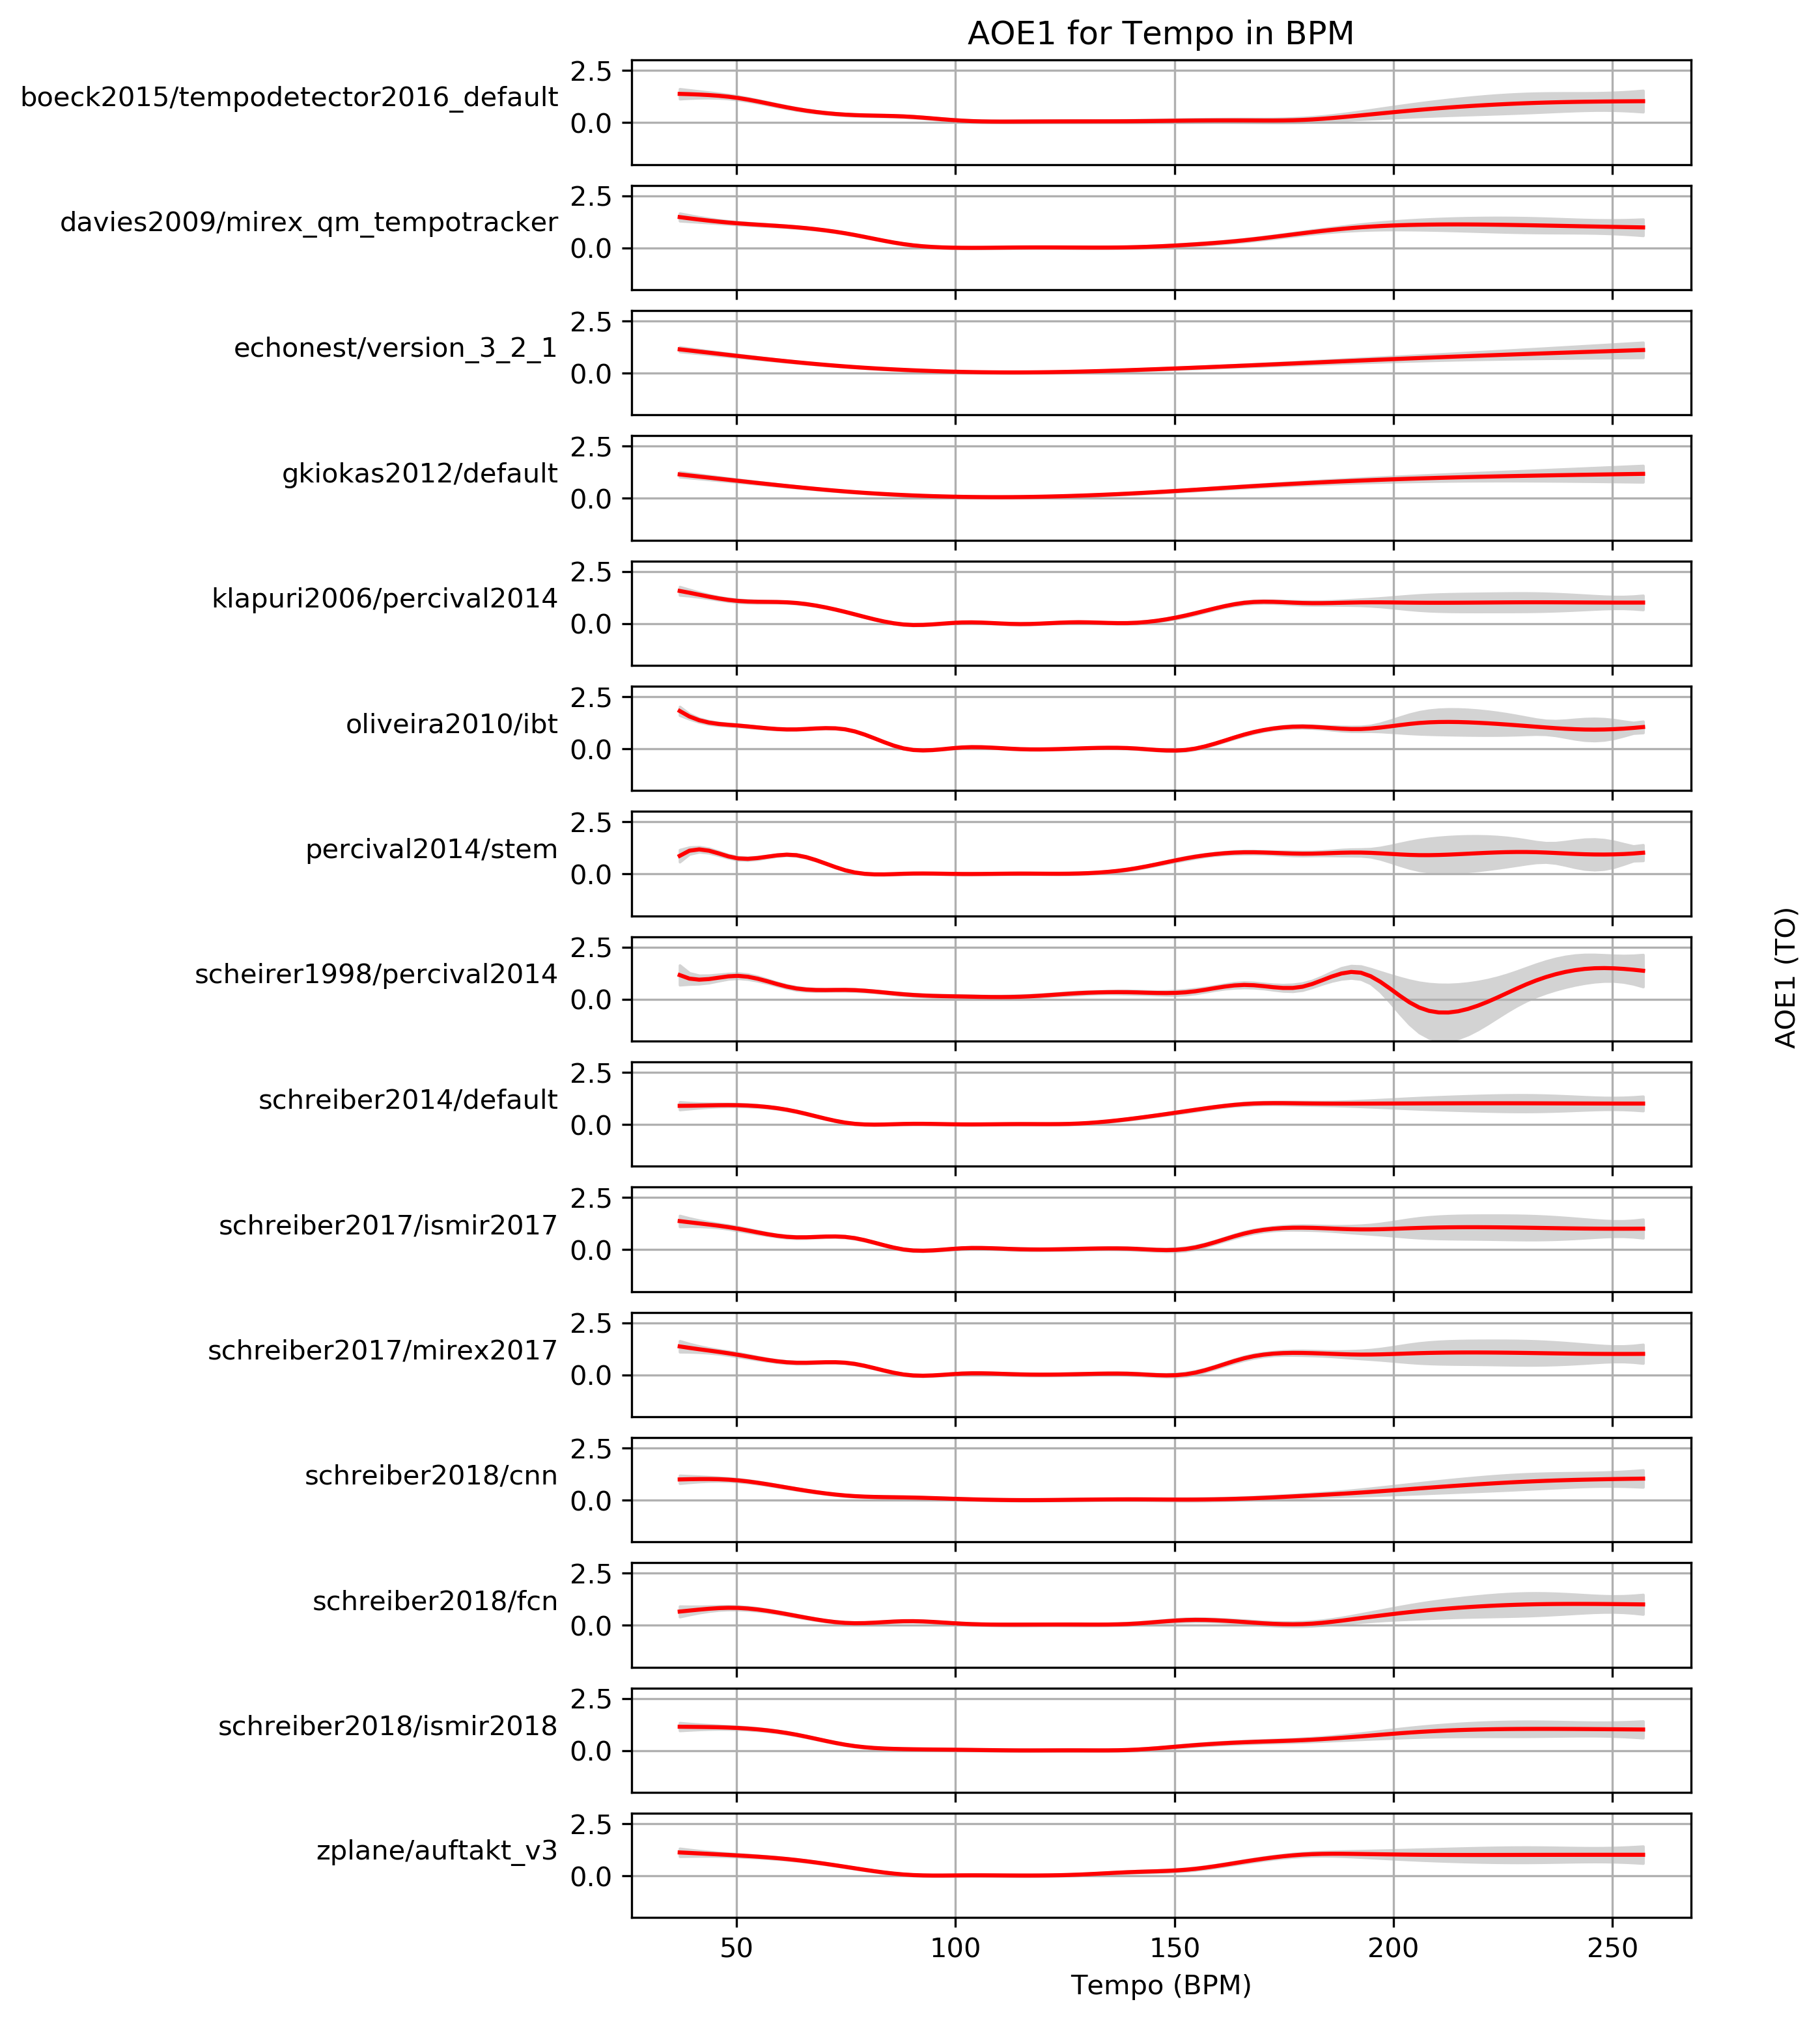 AOE1 for Tempo in BPM
boeck2015/tempodetector2016_default
2.5
0.0
davies2009/mirex_qm_tempotracker
2.5
0.0
echonest/version_3_2_1
2.5
0.0
gkiokas2012/default
2.5
0.0
klapuri2006/percival2014
2.5
0.0
oliveira2010/ibt
2.5
0.0
percival2014/stem
2.5
0.0
scheirer1998/percival2014
2.5
0.0
schreiber2014/default
2.5
0.0
schreiber2017/ismir2017
2.5
0.0
schreiber2017/mirex2017
2.5
0.0
schreiber2018/cnn
2.5
0.0
schreiber2018/fcn
2.5
0.0
schreiber2018/ismir2018
2.5
0.0
zplane/auftakt_v3
2.5
0.0
50 100 150 200 250
Tempo (BPM)
AOE1 (TO)